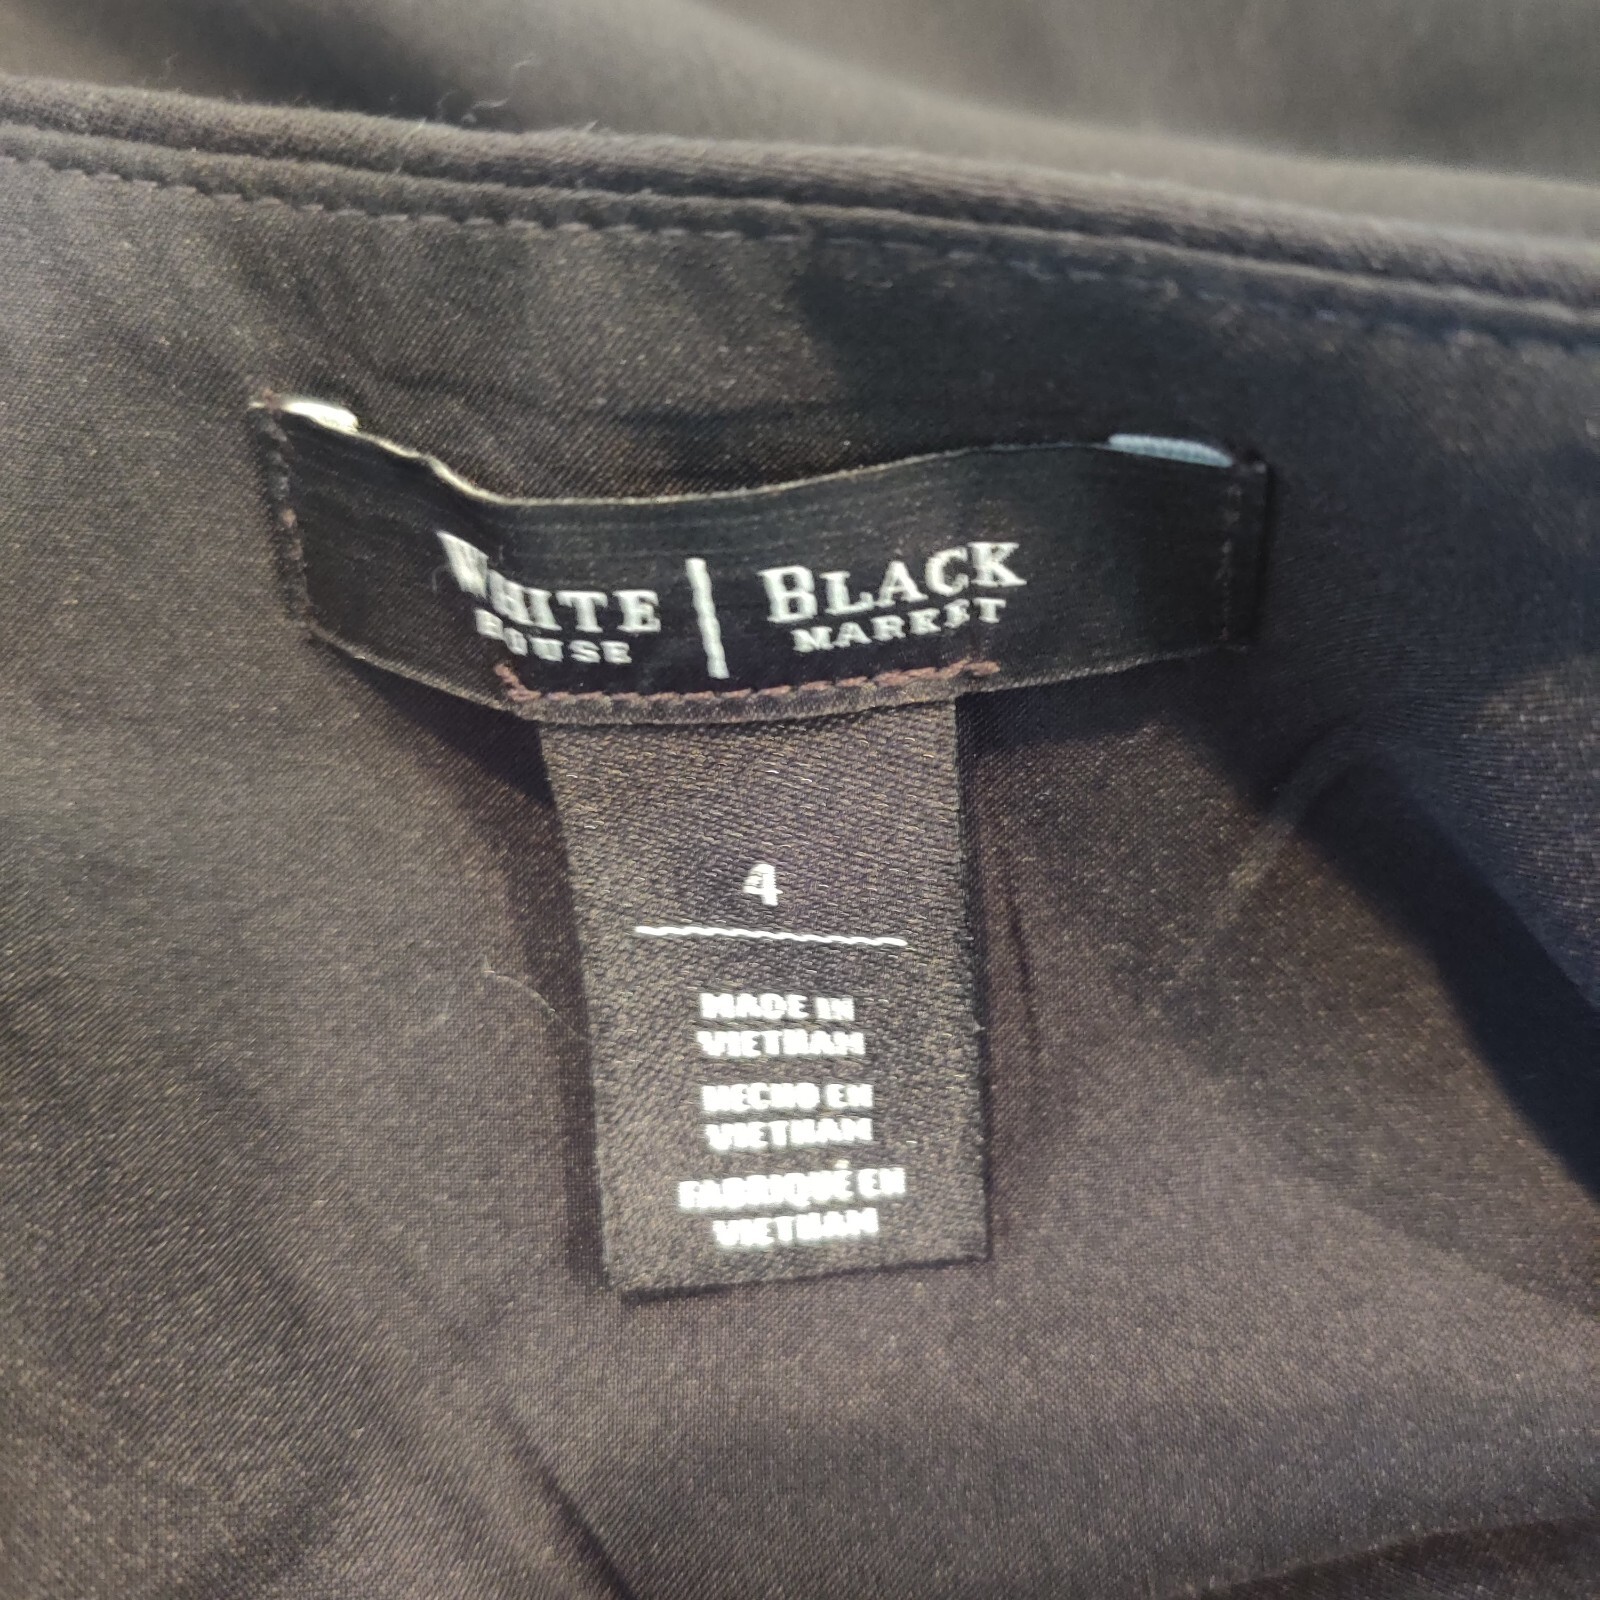 WHITE | BLACK
HOUSE MARKET
4
MADE IN
VIETNAM
HECHO EN
VIETNAM
FABRIQUÉ EN
VIETNAM